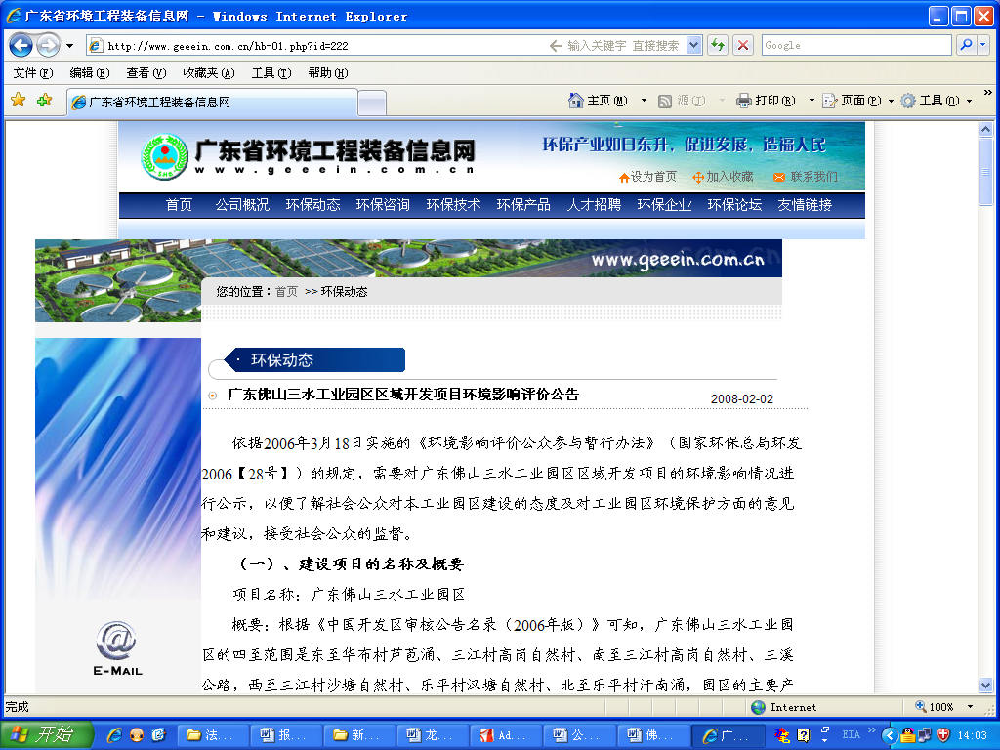 广东省环境工程装备信息网 - Windows Internet Explorer
http://www.geeein.com.cn/hb-01.php?id=222
输入关键字 直接搜索
Google
文件(F) 编辑(E) 查看(V) 收藏夹(A) 工具(T) 帮助(H)
广东省环境工程装备信息网
主页(M) 源(T) 打印(R) 页面(P) 工具(O)
广东省环境工程装备信息网
www.geeein.com.cn
环保产业如日东升，促进发展，造福人民
设为首页 加入收藏 联系我们
首页 公司概况 环保动态 环保咨询 环保技术 环保产品 人才招聘 环保企业 环保论坛 友情链接
www.geeein.com.cn
您的位置：首页 >> 环保动态
· 环保动态
广东佛山三水工业园区区域开发项目环境影响评价公告
2008-02-02
依据2006年3月18日实施的《环境影响评价公众参与暂行办法》（国家环保总局环发
2006【28号】）的规定，需要对广东佛山三水工业园区区域开发项目的环境影响情况进
行公示，以便了解社会公众对本工业园区建设的态度及对工业园区环境保护方面的意见
和建议，接受社会公众的监督。
（一）、建设项目的名称及概要
项目名称：广东佛山三水工业园区
概要：根据《中国开发区审核公告名录（2006年版）》可知，广东佛山三水工业园
区的四至范围是东至华布村芦苞涌、三江村高岗自然村、南至三江村高岗自然村、三溪
公路，西至三江村沙塘自然村、乐平村汉塘自然村、北至乐平村汗南涌，园区的主要产
E-MAIL
完成
Internet
100%
开始
法...
报...
新...
龙...
Ad...
公...
佛...
广...
EIA
14:03